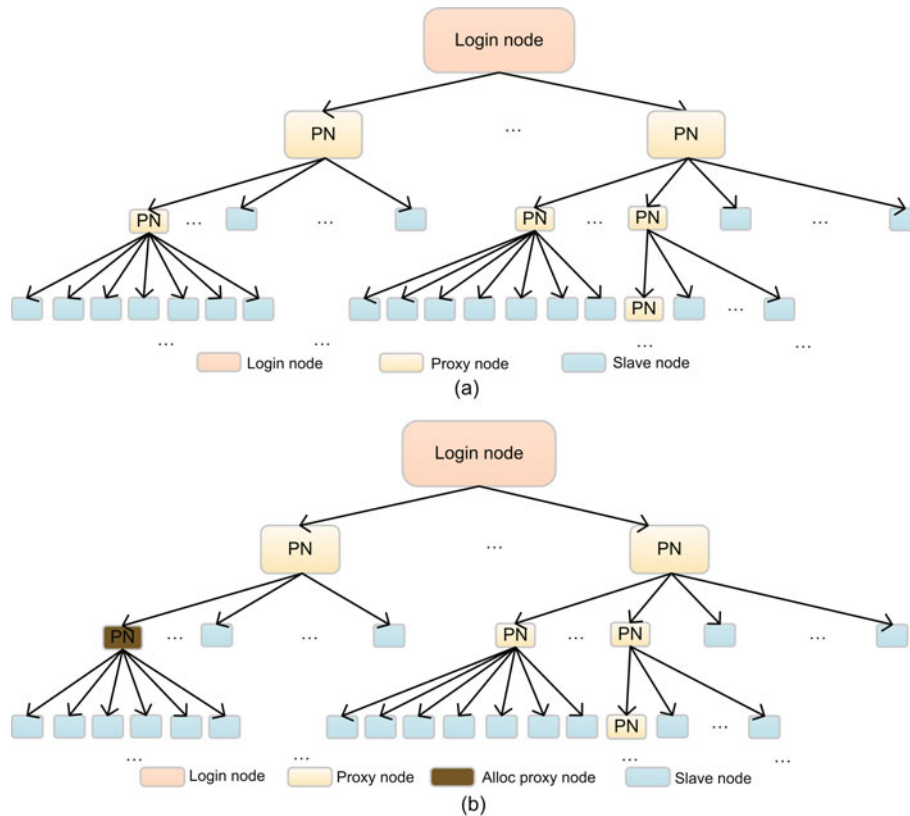 Login node
PN ... PN
PN ... ... PN ... PN ...
PN ...
... ... ... ...
Login node Proxy node Slave node
(a)
Login node
PN ... PN
PN ... ... PN ... PN ...
PN ...
... ... ... ...
Login node Proxy node Alloc proxy node Slave node
(b)